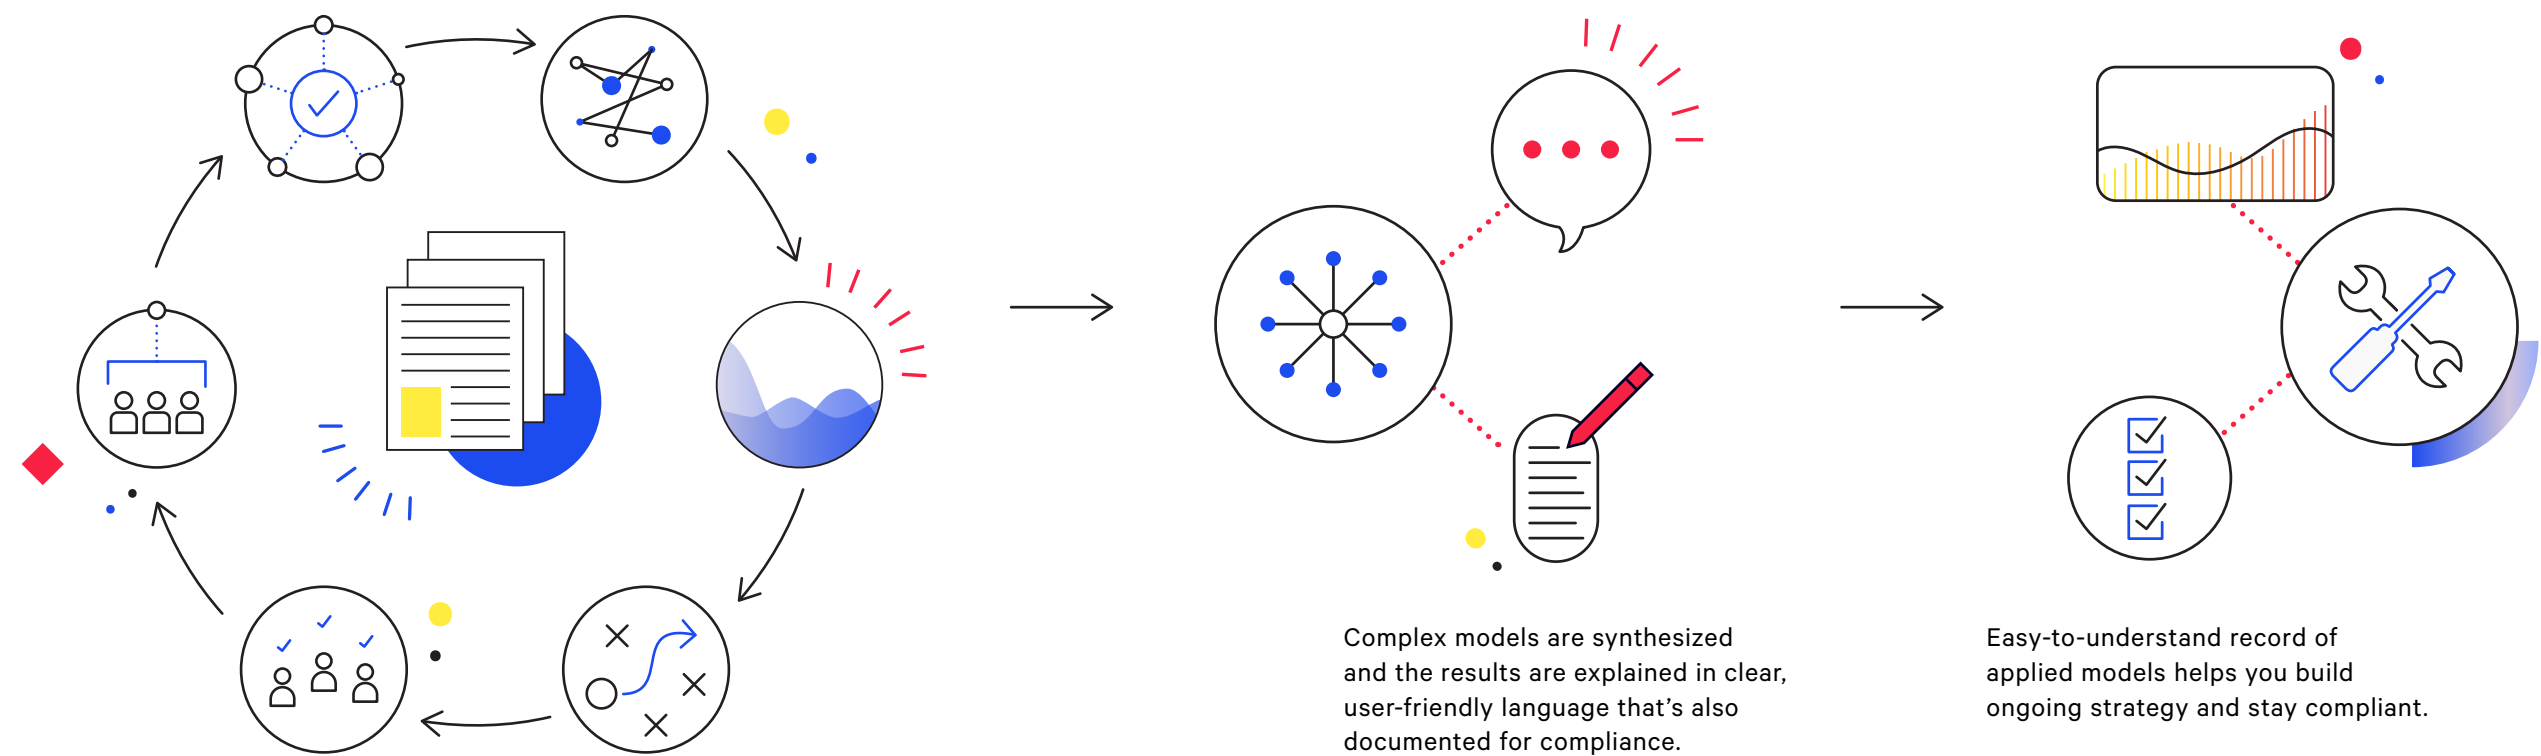 Complex models are synthesized
and the results are explained in clear,
user-friendly language that’s also
documented for compliance.
Easy-to-understand record of
applied models helps you build
ongoing strategy and stay compliant.